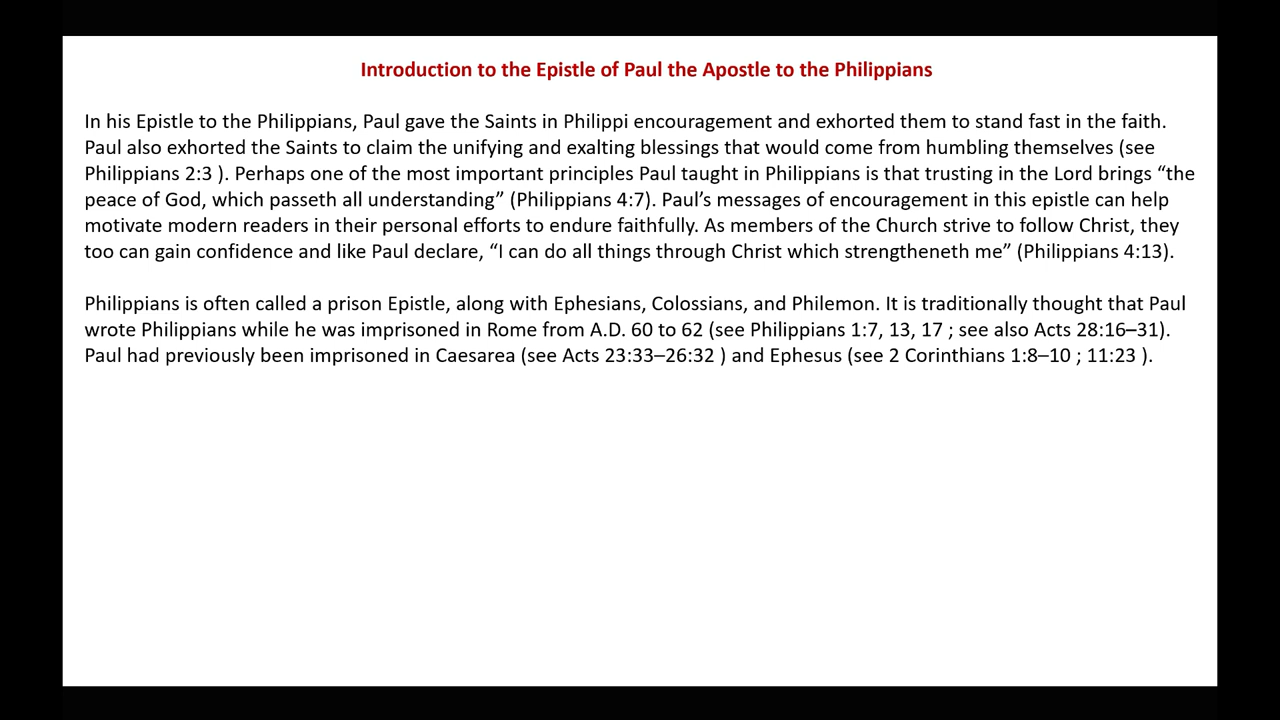 Introduction to the Epistle of Paul the Apostle to the Philippians
In his Epistle to the Philippians, Paul gave the Saints in Philippi encouragement and exhorted them to stand fast in the faith.
Paul also exhorted the Saints to claim the unifying and exalting blessings that would come from humbling themselves (see
Philippians 2:3 ). Perhaps one of the most important principles Paul taught in Philippians is that trusting in the Lord brings “the
peace of God, which passeth all understanding” (Philippians 4:7). Paul’s messages of encouragement in this epistle can help
motivate modern readers in their personal efforts to endure faithfully. As members of the Church strive to follow Christ, they
too can gain confidence and like Paul declare, “I can do all things through Christ which strengtheneth me” (Philippians 4:13).
Philippians is often called a prison Epistle, along with Ephesians, Colossians, and Philemon. It is traditionally thought that Paul
wrote Philippians while he was imprisoned in Rome from A.D. 60 to 62 (see Philippians 1:7, 13, 17 ; see also Acts 28:16–31).
Paul had previously been imprisoned in Caesarea (see Acts 23:33–26:32 ) and Ephesus (see 2 Corinthians 1:8–10 ; 11:23 ).